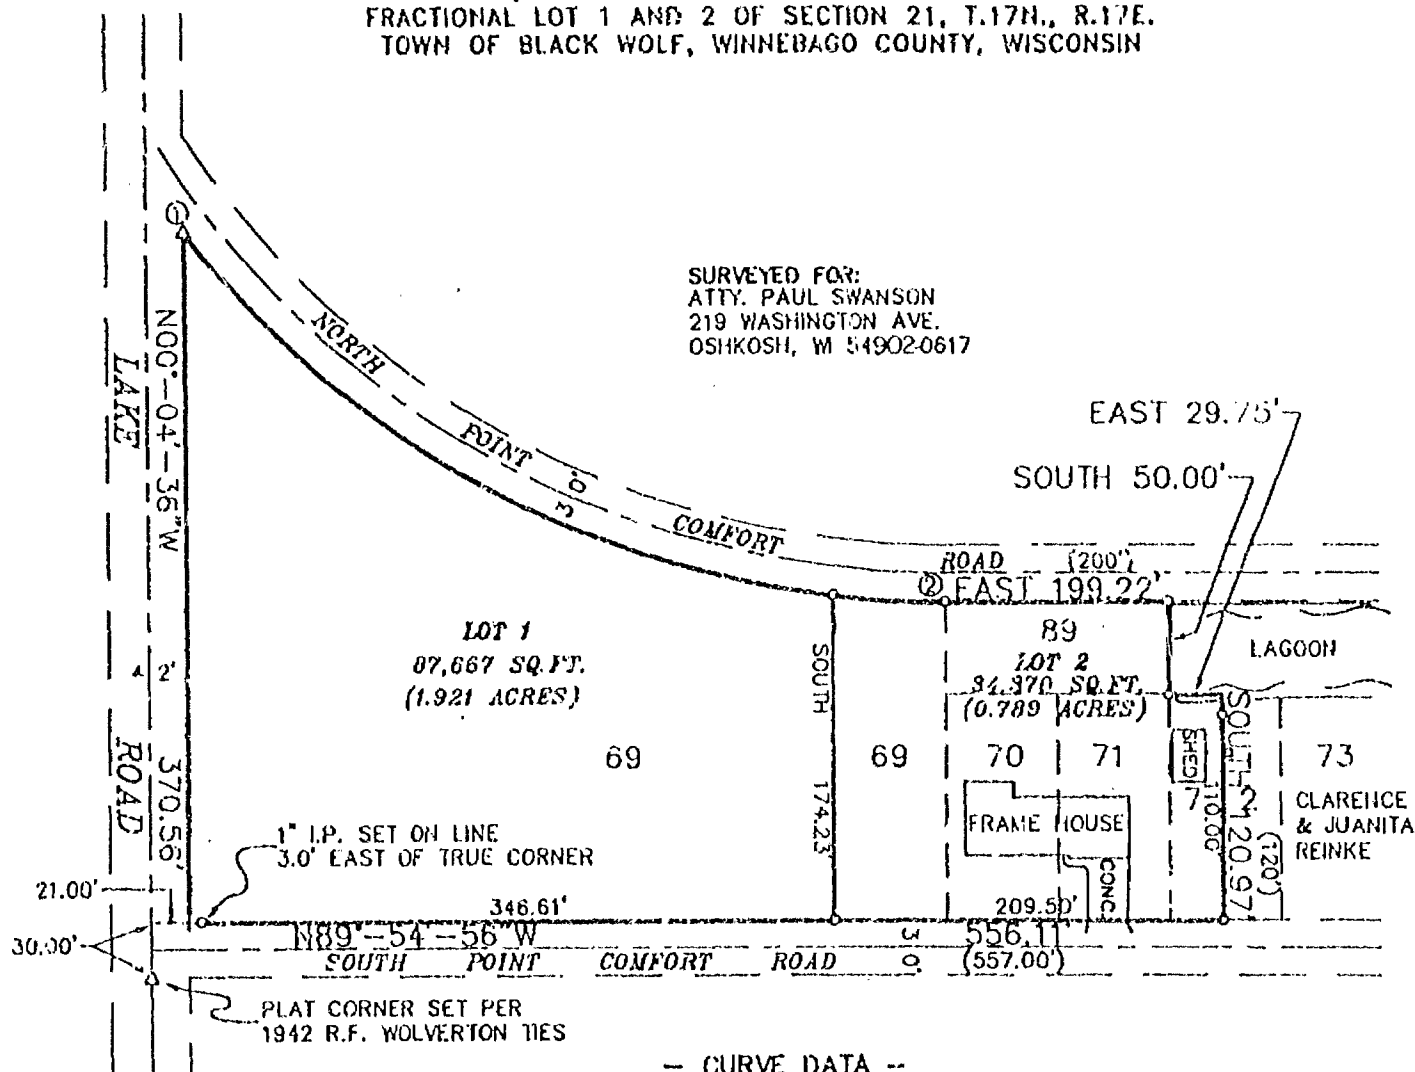 FRACTIONAL LOT 1 AND 2 OF SECTION 21, T.17N., R.17E.
TOWN OF BLACK WOLF, WINNEBAGO COUNTY, WISCONSIN
SURVEYED FOR:
ATTY. PAUL SWANSON
219 WASHINGTON AVE.
OSHKOSH, WI 54902-0617
1
N00°-04'-36"W
370.56'
LAKE
ROAD
NORTH
POINT
COMFORT
ROAD
(200')
EAST 29.75'
SOUTH 50.00'
2
EAST 199.22'
89
LOT 2
34,370 SQ.FT.
(0.789 ACRES)
LAGOON
LOT 1
(1.921 ACRES)
2'
69
69
70
71
72
73
SOUTH
174.23'
SHED
110.00'
SOUTH 120.97'
(120')
CLARENCE
& JUANITA
REINKE
FRAME HOUSE
CONC.
1" I.P. SET ON LINE
3.0' EAST OF TRUE CORNER
21.00'
30.00'
346.61'
209.50'
N89°-54'-56"W
556.11'
(557.00')
SOUTH POINT COMFORT ROAD
PLAT CORNER SET PER
1942 R.F. WOLVERTON TIES
- CURVE DATA --